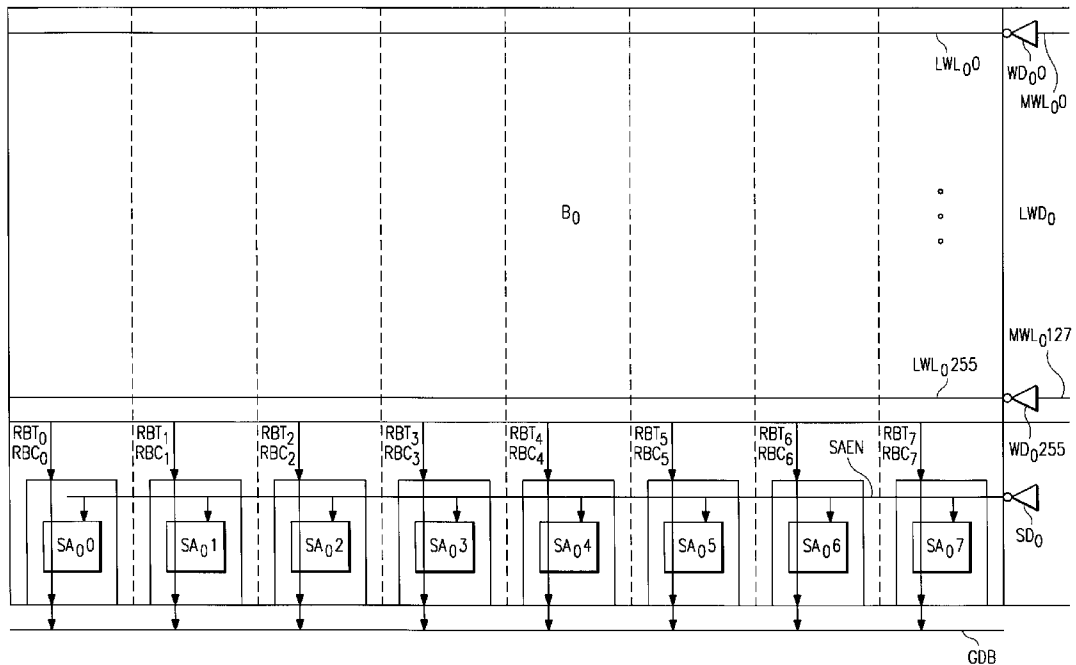 LWL₀0
WD₀0
MWL₀0
B₀
LWD₀
MWL₀127
LWL₀255
RBT₀ RBT₁ RBT₂ RBT₃ RBT₄ RBT₅ RBT₆ RBT₇
RBC₀ RBC₁ RBC₂ RBC₃ RBC₄ RBC₅ RBC₆ RBC₇
SAEN
WD₀255
SA₀0 SA₀1 SA₀2 SA₀3 SA₀4 SA₀5 SA₀6 SA₀7
SD₀
GDB